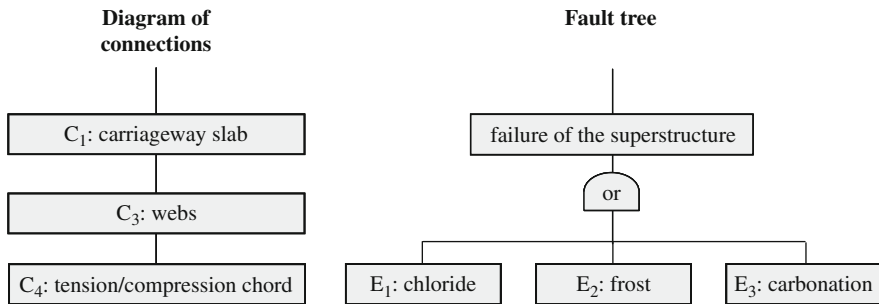 Diagram of
connections
C₁: carriageway slab
C₃: webs
C₄: tension/compression chord
Fault tree
failure of the superstructure
or
E₁: chloride
E₂: frost
E₃: carbonation